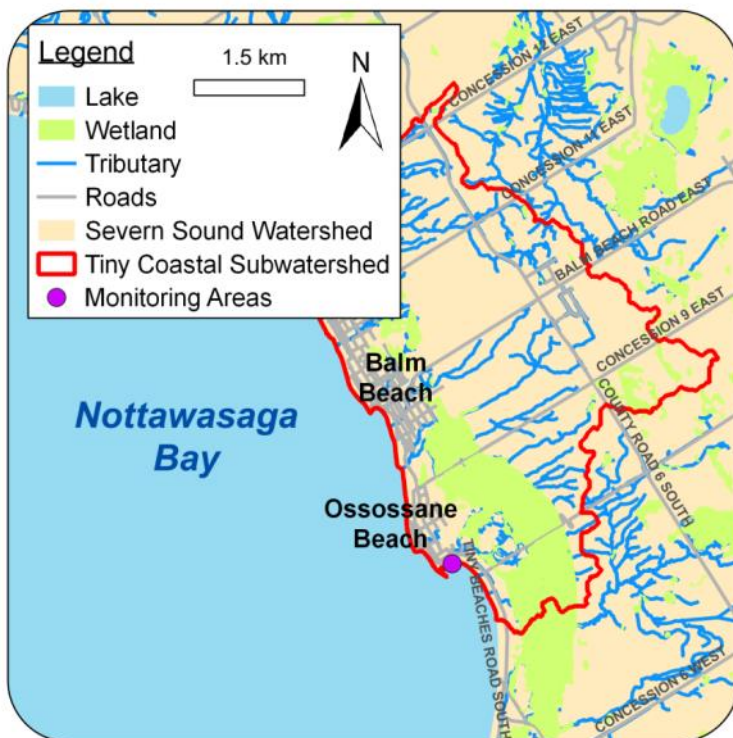 Legend
1.5 km
N
Lake
Wetland
Tributary
Roads
Severn Sound Watershed
Tiny Coastal Subwatershed
Monitoring Areas
CONCESSION 12 EAST
CONCESSION 11 EAST
BALM BEACH ROAD EAST
CONCESSION 9 EAST
COUNTY ROAD 6 SOUTH
Balm
Beach
Nottawasaga
Bay
Ossossane
Beach
TINY BEACHES ROAD SOUTH
CONCESSION 6 WEST